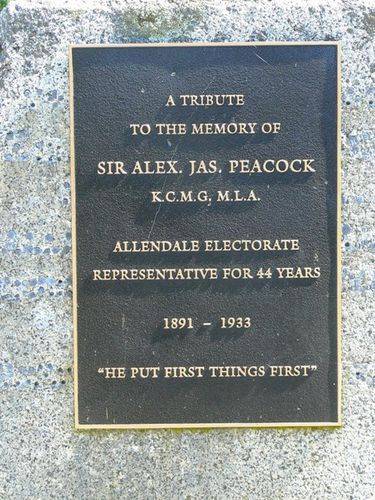 A TRIBUTE
TO THE MEMORY OF
SIR ALEX. JAS. PEACOCK
K.C.M.G, M.L.A.
ALLENDALE ELECTORATE
REPRESENTATIVE FOR 44 YEARS
1891 – 1933
"HE PUT FIRST THINGS FIRST"